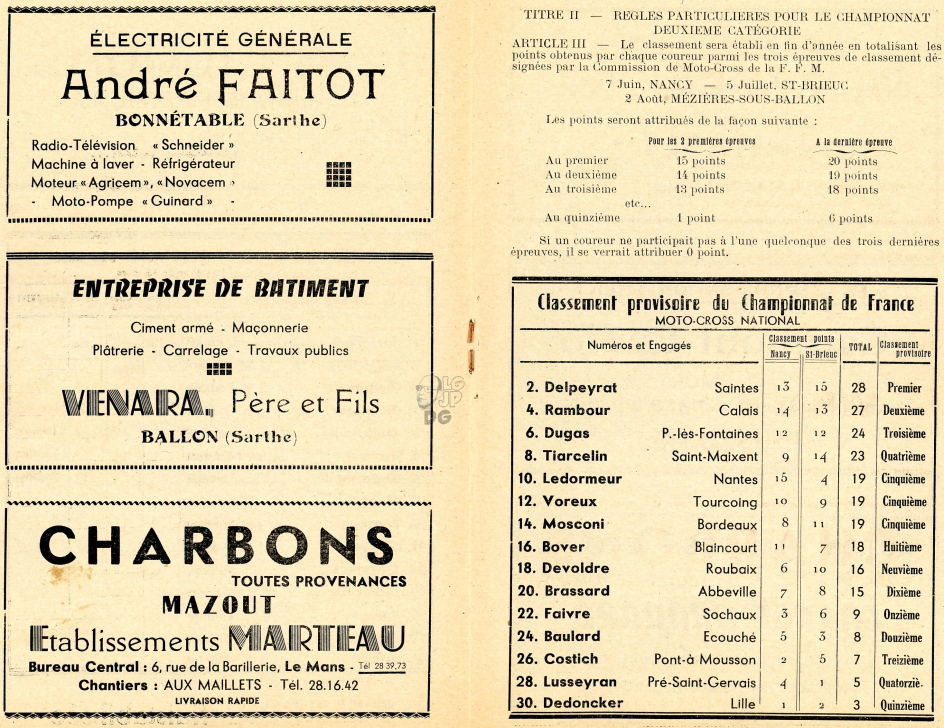 ÉLECTRICITÉ GÉNÉRALE
André FAITOT
BONNÉTABLE (Sarthe)
Radio-Télévision « Schneider »
Machine à laver - Réfrigérateur
Moteur « Agricem », « Novacem »
- Moto-Pompe « Guinard » -
ENTREPRISE DE BATIMENT
Ciment armé - Maçonnerie
Plâtrerie - Carrelage - Travaux publics
VENARA, Père et Fils
BALLON (Sarthe)
CHARBONS
TOUTES PROVENANCES
MAZOUT
Etablissements MARTEAU
Bureau Central : 6, rue de la Barillerie, Le Mans - Tél 28 39,73
Chantiers : AUX MAILLETS - Tél. 28.16.42
LIVRAISON RAPIDE
LG
JP
DG
TITRE II — REGLES PARTICULIERES POUR LE CHAMPIONNAT
DEUXIEME CATÉGORIE
ARTICLE III — Le classement sera établi en fin d'année en totalisant les
points obtenus par chaque coureur parmi les trois épreuves de classement dé-
signées par la Commission de Moto-Cross de la F. F. M.
7 Juin, NANCY — 5 Juillet, ST-BRIEUC
2 Août, MÉZIÈRES-SOUS-BALLON
Les points seront attribués de la façon suivante :
Pour les 2 premières épreuves A la dernière épreuve
Au premier 15 points 20 points
Au deuxième 14 points 19 points
Au troisième 13 points 18 points
etc...
Au quinzième 1 point 6 points
Si un coureur ne participait pas à l'une quelconque des trois dernières
épreuves, il se verrait attribuer 0 point.
Classement provisoire du Championnat de France
MOTO-CROSS NATIONAL
Numéros et Engagés Classement points TOTAL Classement provisoire
Nancy St-Brieuc
2. Delpeyrat Saintes 13 15 28 Premier
4. Rambour Calais 14 13 27 Deuxième
6. Dugas P.-lès-Fontaines 12 12 24 Troisième
8. Tiarcelin Saint-Maixent 9 14 23 Quatrième
10. Ledormeur Nantes 15 4 19 Cinquième
12. Voreux Tourcoing 10 9 19 Cinquième
14. Mosconi Bordeaux 8 11 19 Cinquième
16. Bover Blaincourt 11 7 18 Huitième
18. Devoldre Roubaix 6 10 16 Neuvième
20. Brassard Abbeville 7 8 15 Dixième
22. Faivre Sochaux 3 6 9 Onzième
24. Baulard Ecouché 5 3 8 Douzième
26. Costich Pont-à Mousson 2 5 7 Treizième
28. Lusseyran Pré-Saint-Gervais 4 1 5 Quatorziè.
30. Dedoncker Lille 1 2 3 Quinzième